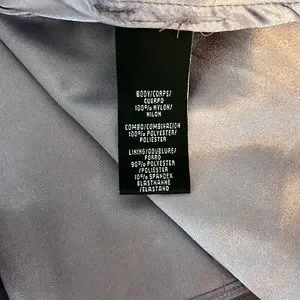 BODY/CORPS/
CUERPO
100% NYLON/
NILON
COMBO/COMBINACION
100% POLYESTER/
POLIESTER
LINING/DOUBLURE/
FORRO
90% POLYESTER
/POLIESTER
10% SPANDEX
ELASTHANNE
/ELASTANO